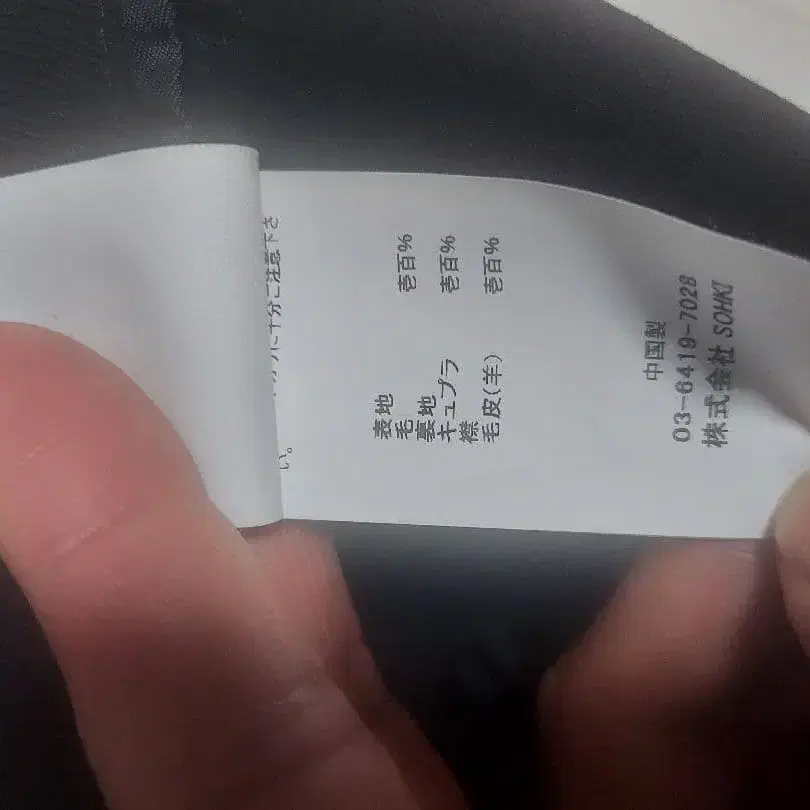 い。
表地
毛 壱百%
裏地
キュプラ 壱百%
襟
毛皮(羊) 壱百%
中国製
03-6419-7028
株式会社 SOHKI